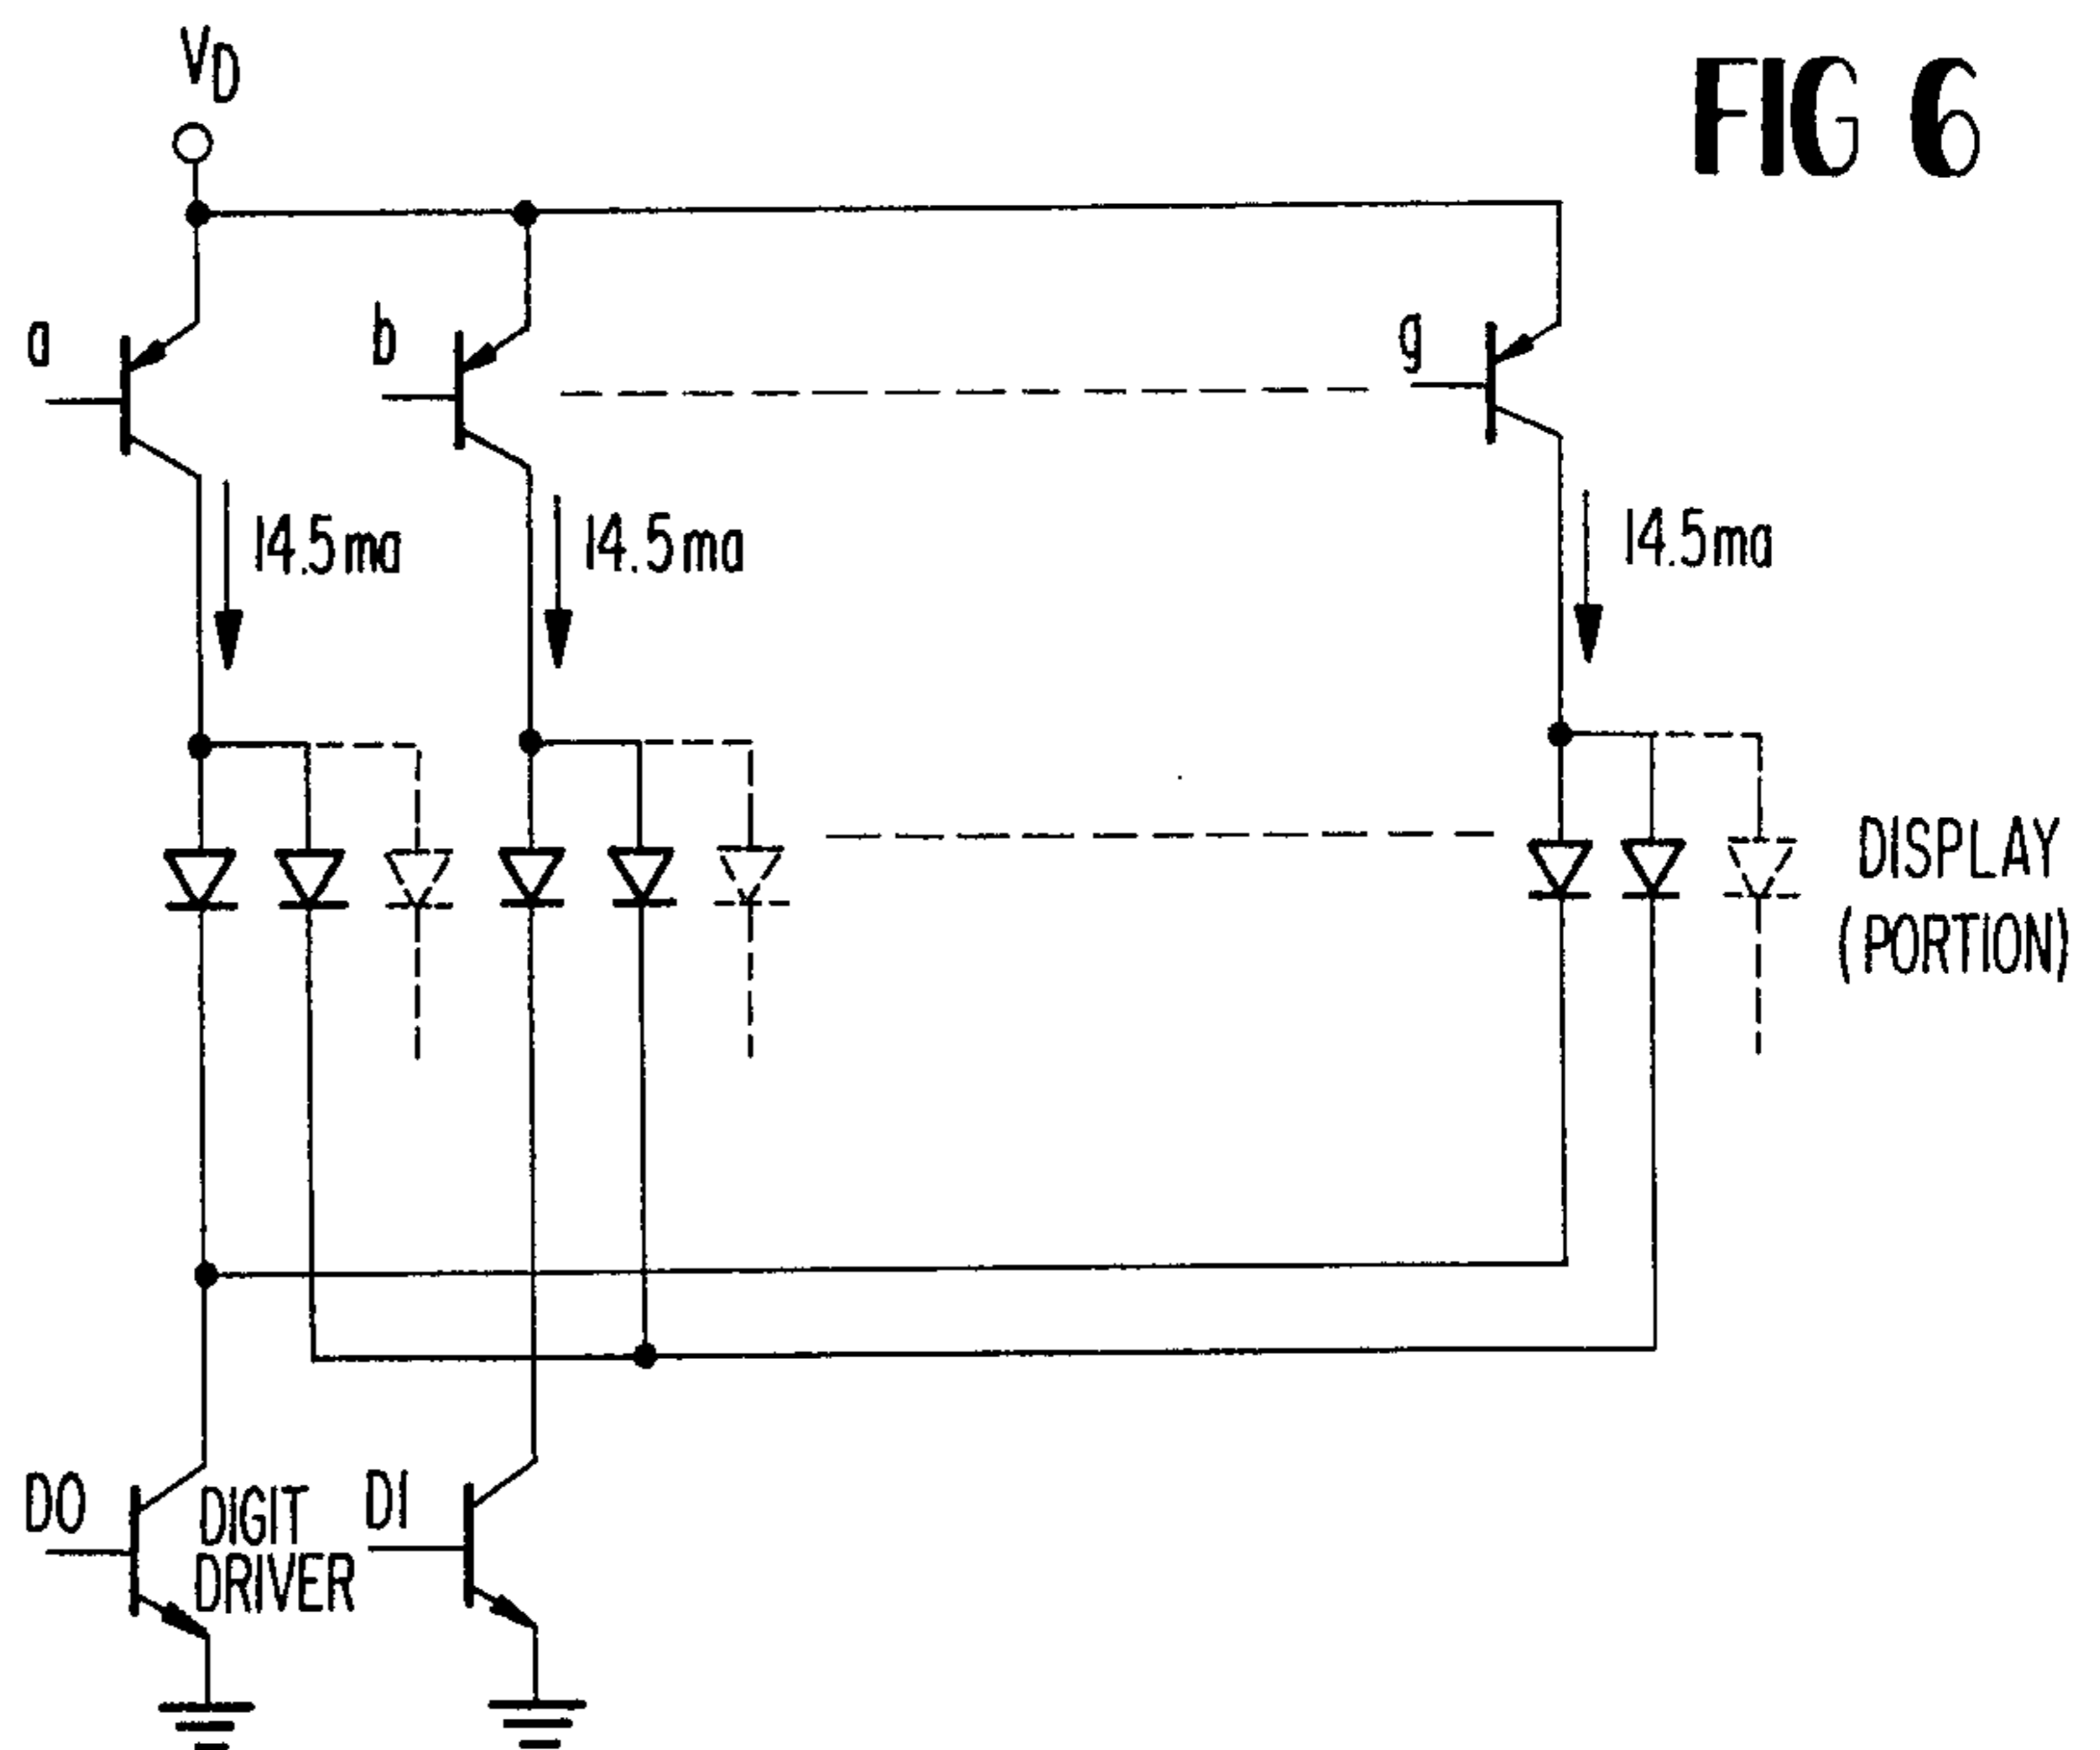 VD
FIG 6
a
b
g
14.5ma
14.5ma
14.5ma
DISPLAY
(PORTION)
D0
DIGIT
DRIVER
D1